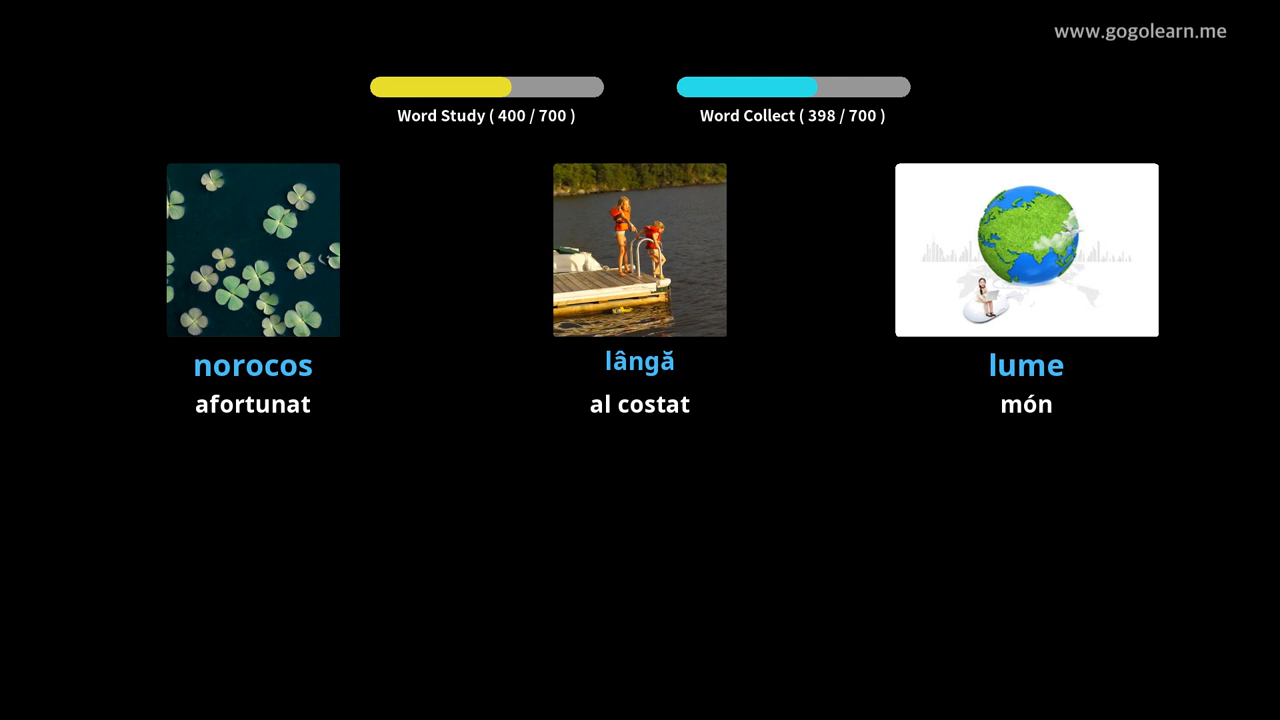 www.gogolearn.me
Word Study ( 400 / 700 )
Word Collect ( 398 / 700 )
norocos
lângă
lume
afortunat
al costat
món